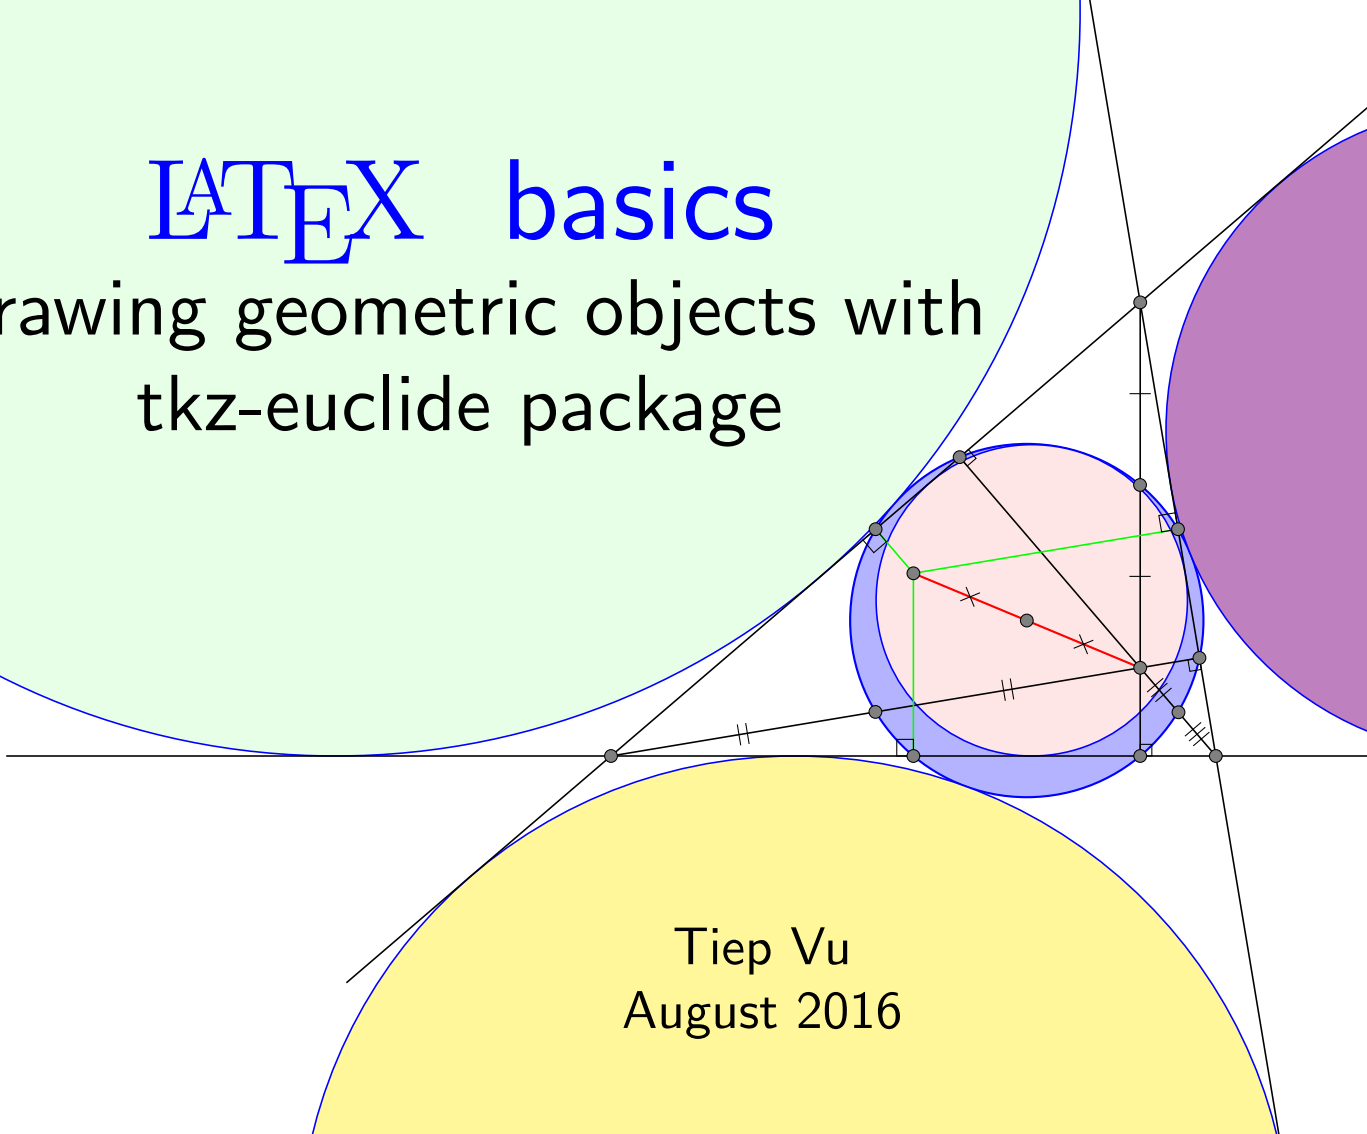 LATEX basics
rawing geometric objects with
tkz-euclide package
Tiep Vu
August 2016